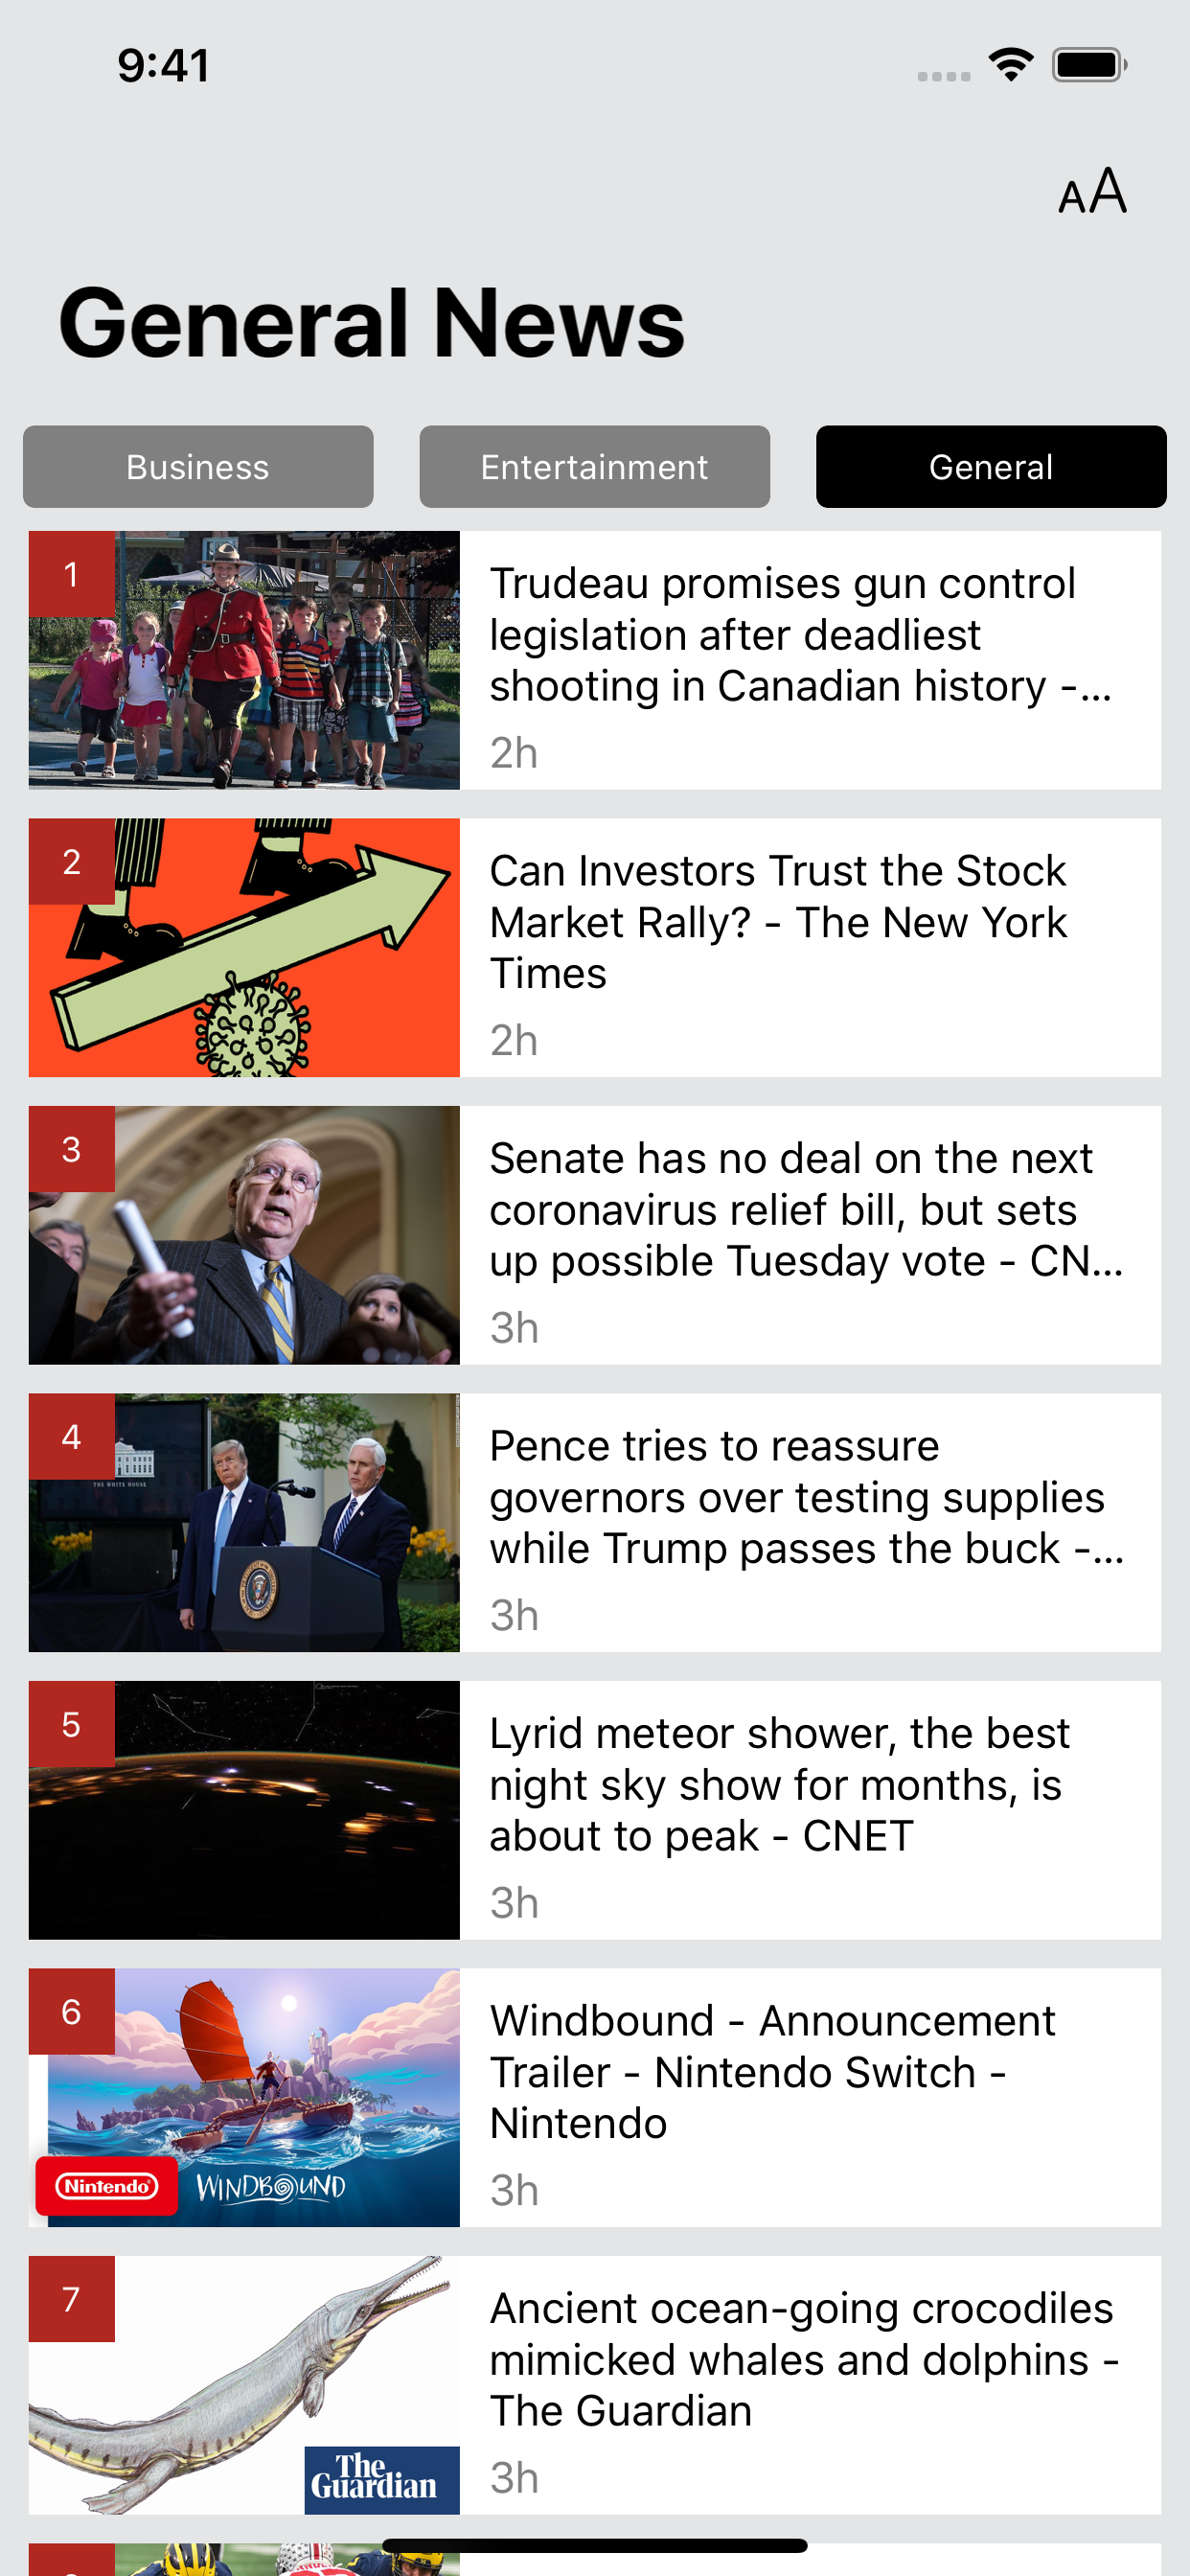 9:41
AA
General News
Business
Entertainment
General
1
Trudeau promises gun control
legislation after deadliest
shooting in Canadian history -...
2h
2
Can Investors Trust the Stock
Market Rally? - The New York
Times
2h
3
Senate has no deal on the next
coronavirus relief bill, but sets
up possible Tuesday vote - CN...
3h
4
THE WHITE HOUSE
Pence tries to reassure
governors over testing supplies
while Trump passes the buck -...
3h
5
Lyrid meteor shower, the best
night sky show for months, is
about to peak - CNET
3h
6
Nintendo
WINDBOUND
Windbound - Announcement
Trailer - Nintendo Switch -
Nintendo
3h
7
The
Guardian
Ancient ocean-going crocodiles
mimicked whales and dolphins -
The Guardian
3h